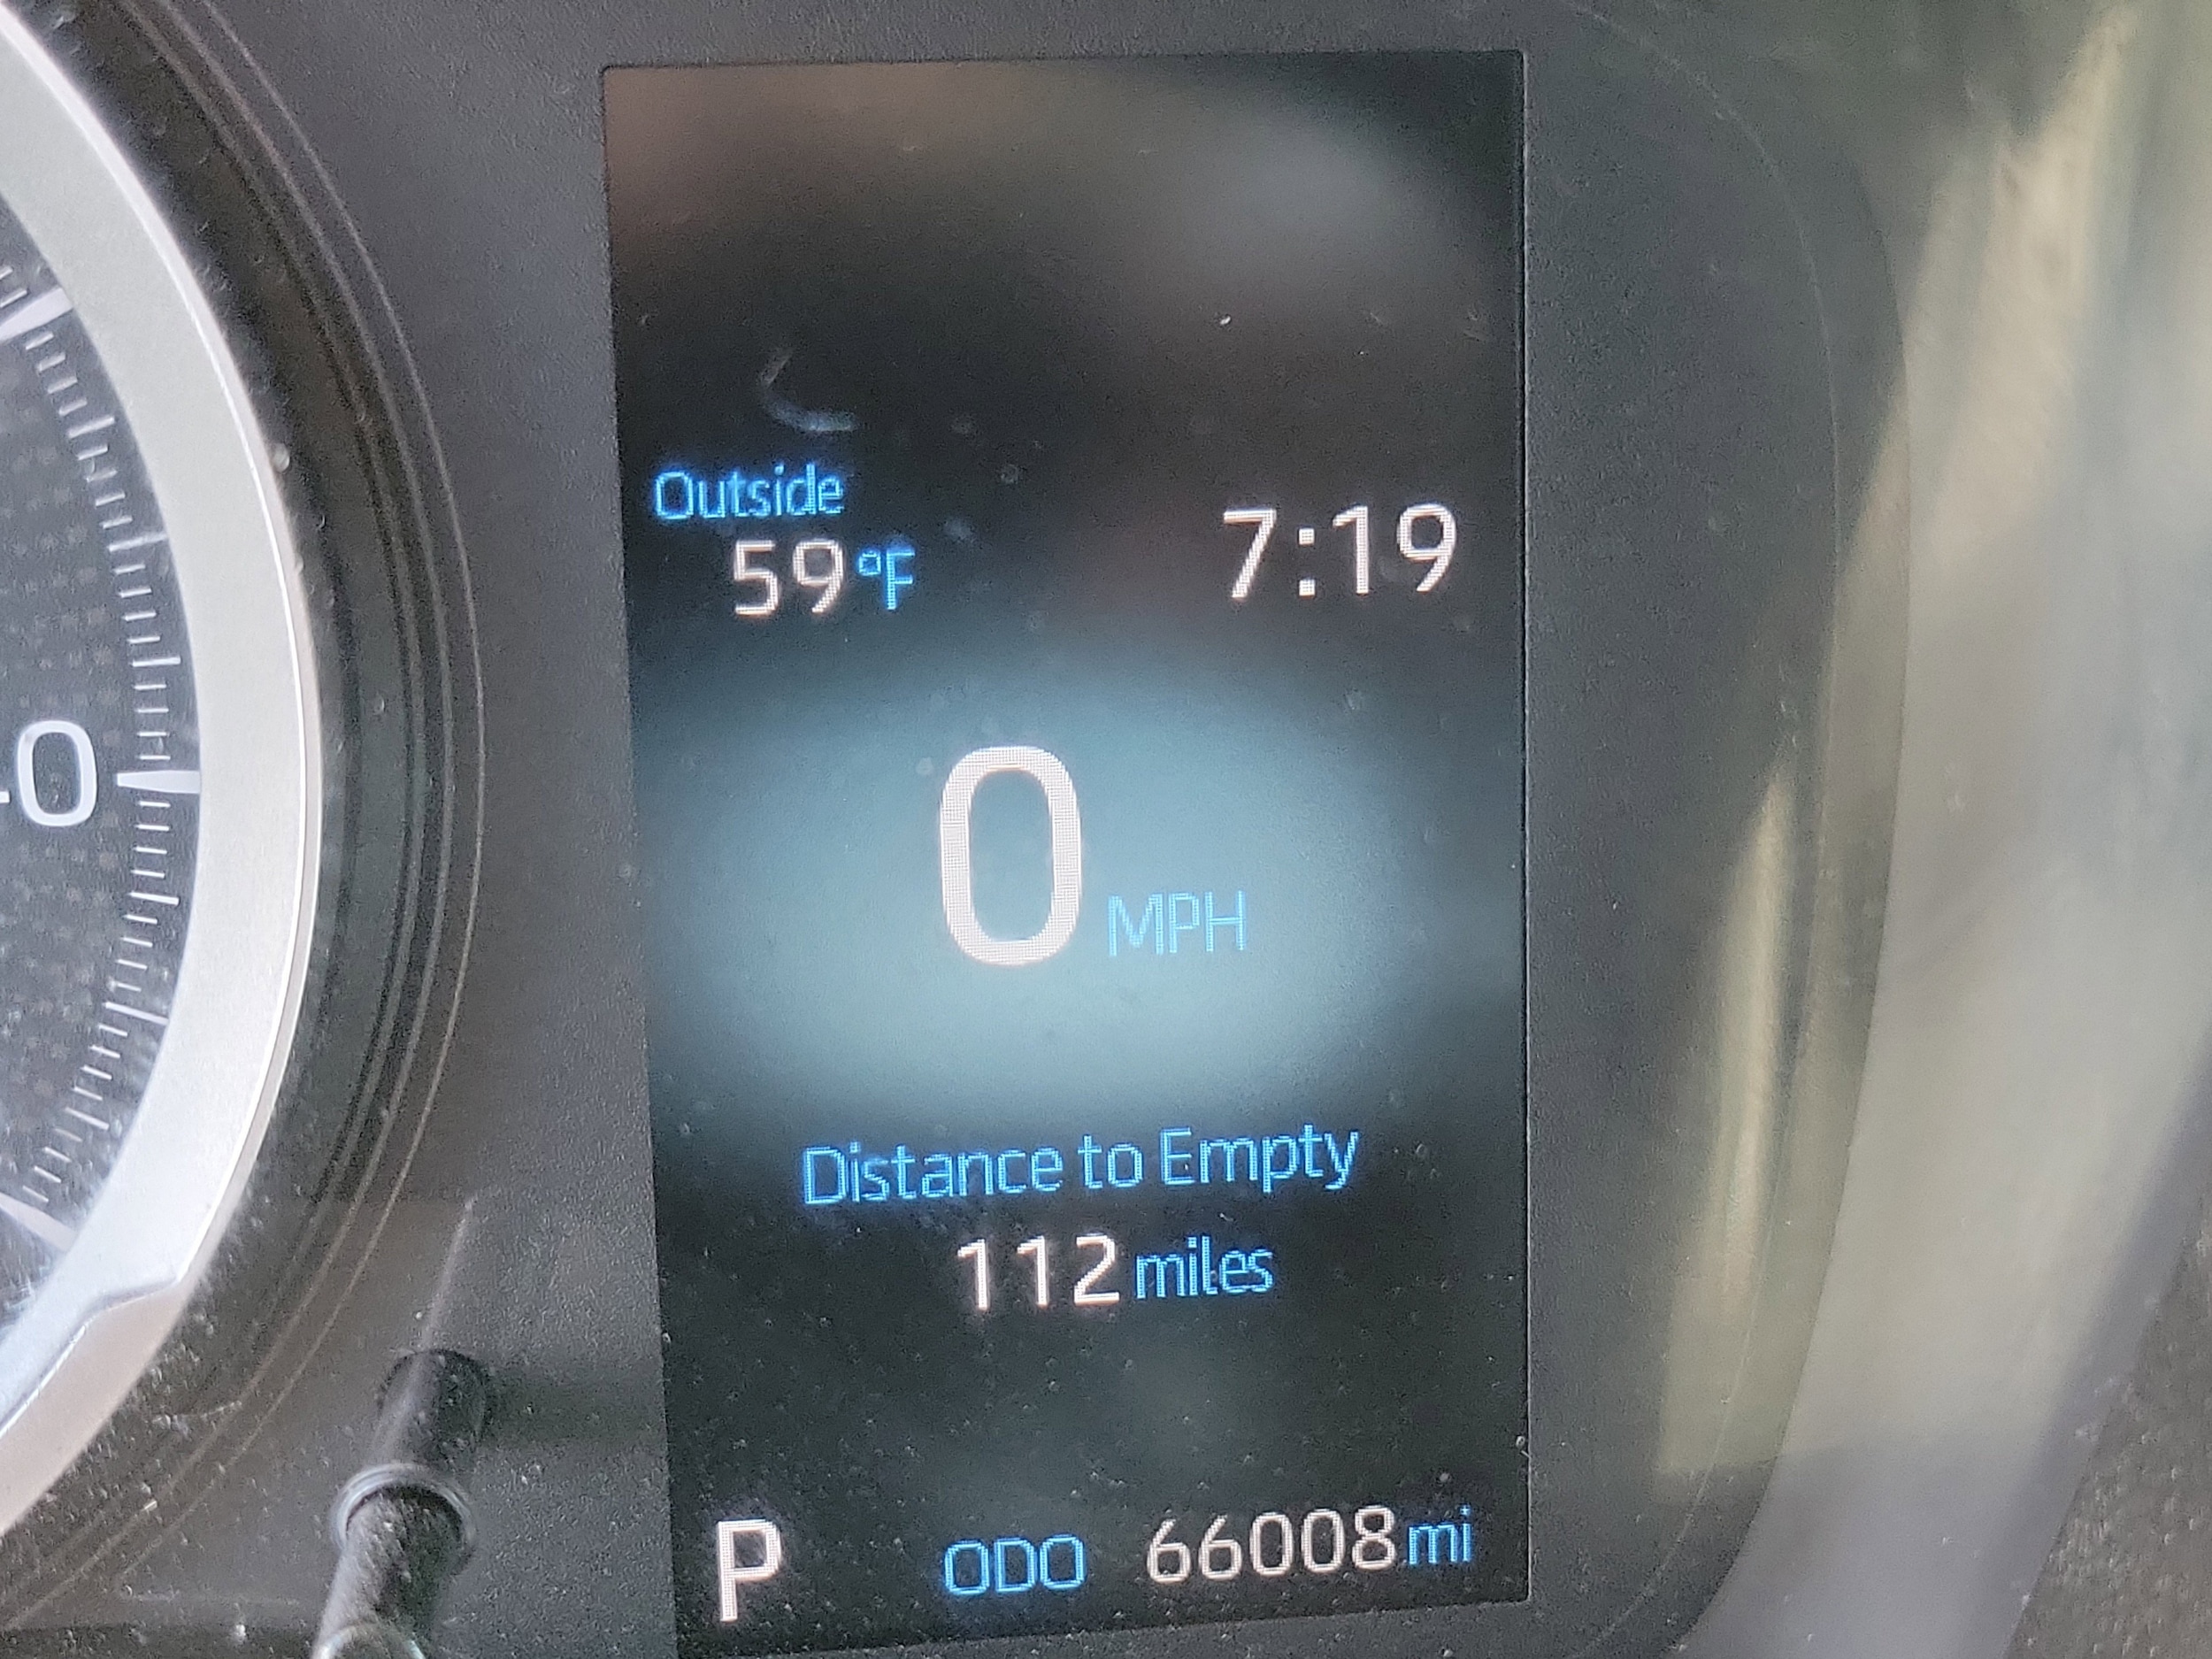 Outside
59°F 7:19
0 MPH
Distance to Empty
112 miles
P ODO 66008 mi